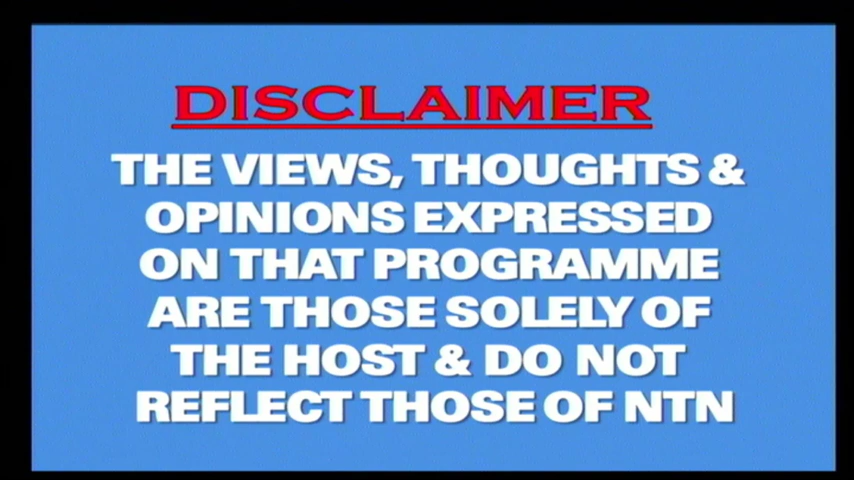 DISCLAIMER
THE VIEWS, THOUGHTS &
OPINIONS EXPRESSED
ON THAT PROGRAMME
ARE THOSE SOLELY OF
THE HOST & DO NOT
REFLECT THOSE OF NTN